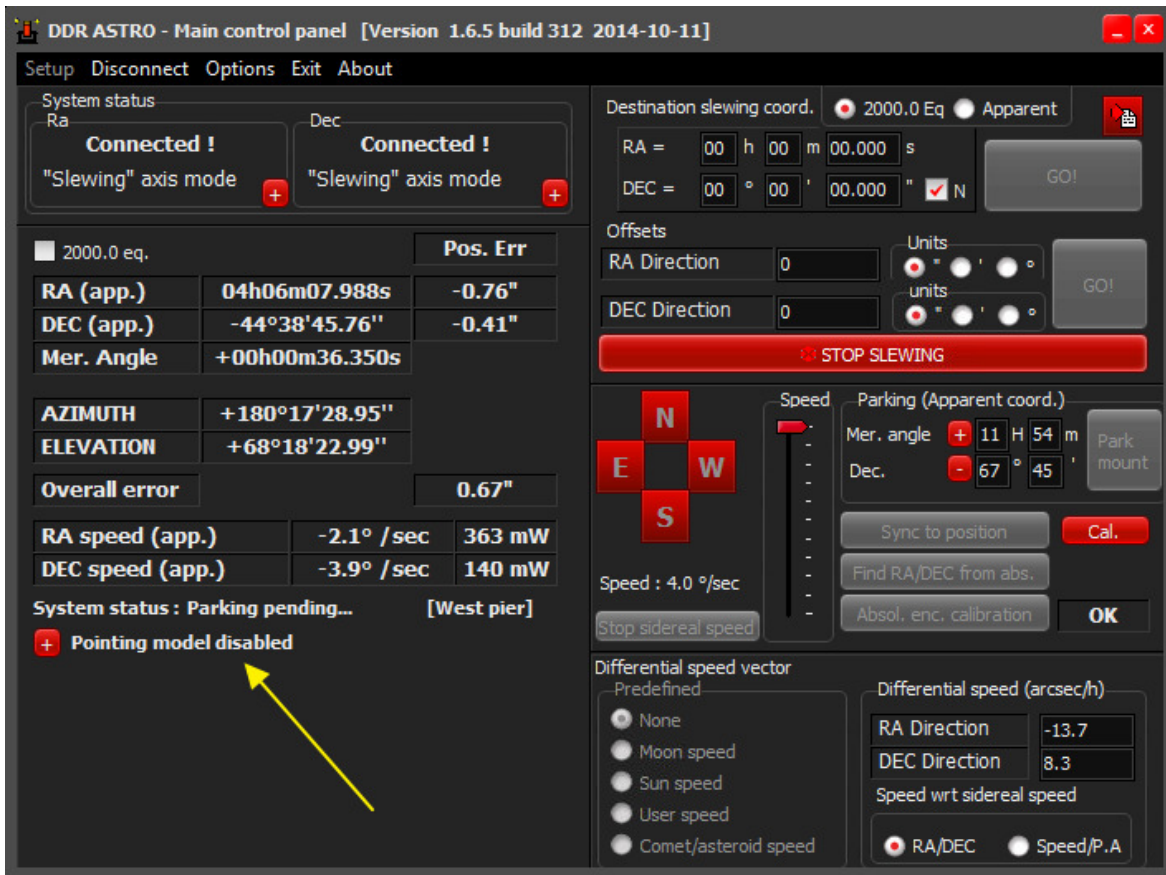 DDR ASTRO - Main control panel [Version 1.6.5 build 312 2014-10-11]
Setup Disconnect Options Exit About
System status
Ra
Connected !
"Slewing" axis mode +
Dec
Connected !
"Slewing" axis mode +
2000.0 eq. Pos. Err
RA (app.) 04h06m07.988s -0.76"
DEC (app.) -44°38'45.76'' -0.41"
Mer. Angle +00h00m36.350s
AZIMUTH +180°17'28.95''
ELEVATION +68°18'22.99''
Overall error 0.67"
RA speed (app.) -2.1° /sec 363 mW
DEC speed (app.) -3.9° /sec 140 mW
System status : Parking pending... [West pier]
+ Pointing model disabled
Destination slewing coord. 2000.0 Eq Apparent
RA = 00 h 00 m 00.000 s
DEC = 00 ° 00 ' 00.000 " N
GO!
Offsets
RA Direction 0
Units
" ' °
DEC Direction 0
units
" ' °
GO!
STOP SLEWING
N
E W
S
Speed : 4.0 °/sec
Stop sidereal speed
Speed
Parking (Apparent coord.)
Mer. angle + 11 H 54 m
Dec. - 67 ° 45 '
Park
mount
Sync to position Cal.
Find RA/DEC from abs.
Absol. enc. calibration OK
Differential speed vector
Predefined
None
Moon speed
Sun speed
User speed
Comet/asteroid speed
Differential speed (arcsec/h)
RA Direction -13.7
DEC Direction 8.3
Speed wrt sidereal speed
RA/DEC Speed/P.A